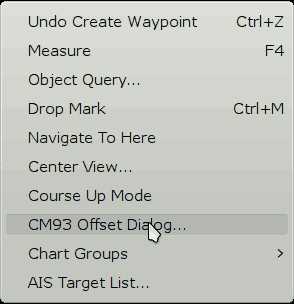 Undo Create Waypoint Ctrl+Z
Measure F4
Object Query...
Drop Mark Ctrl+M
Navigate To Here
Center View...
Course Up Mode
CM93 Offset Dialog...
Chart Groups
AIS Target List...